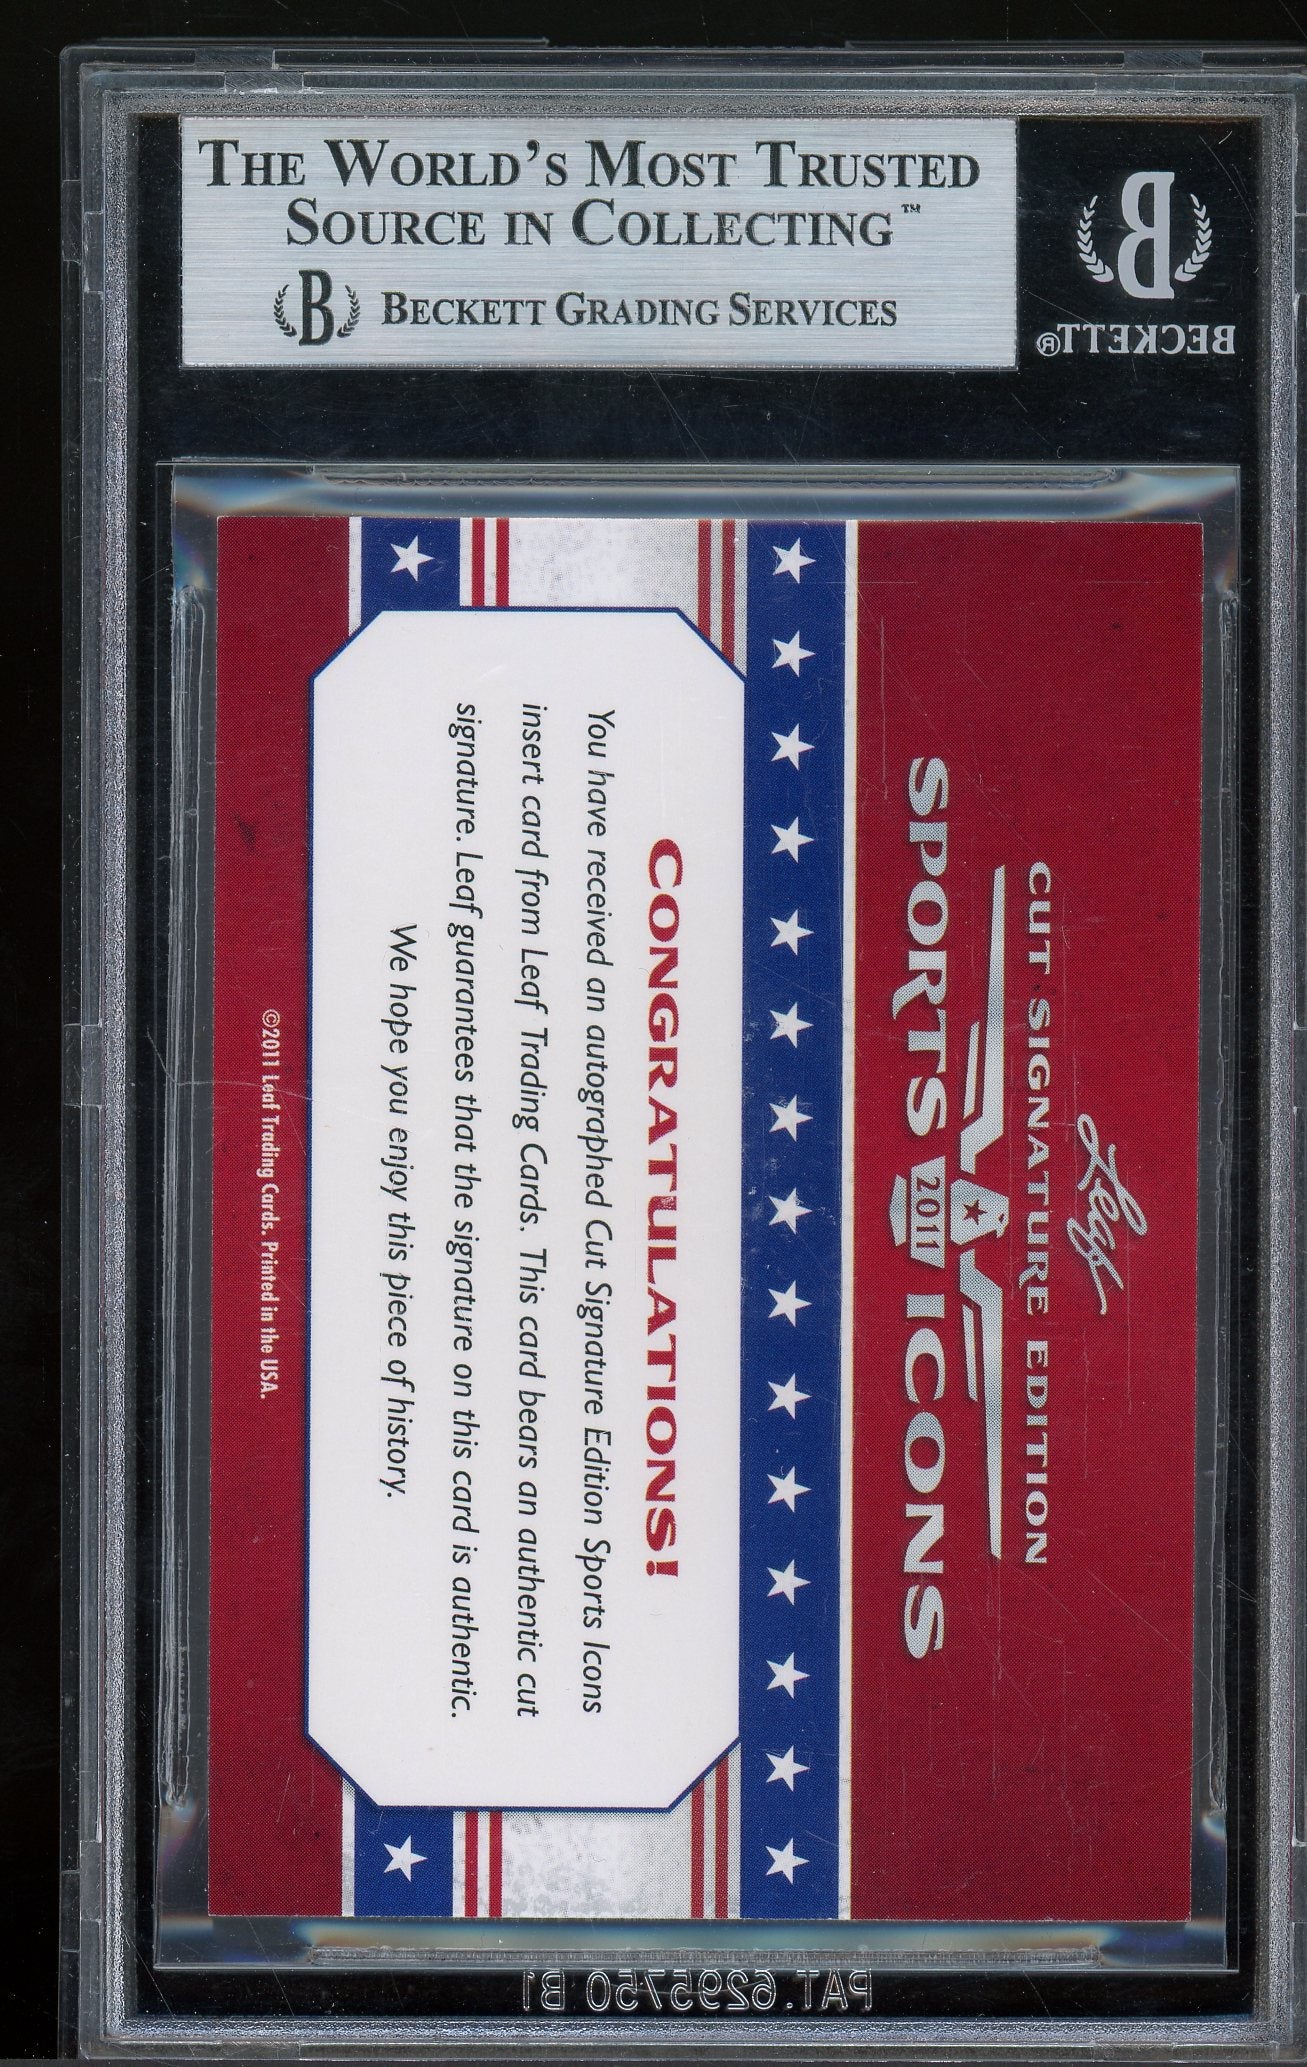 THE WORLD'S MOST TRUSTED
SOURCE IN COLLECTING™
B BECKETT GRADING SERVICES
B
BECKETT®
Leaf
CUT SIGNATURE EDITION
SPORTS 2011 ICONS
CONGRATULATIONS!
You have received an autographed Cut Signature Edition Sports Icons
insert card from Leaf Trading Cards. This card bears an authentic cut
signature. Leaf guarantees that the signature on this card is authentic.
We hope you enjoy this piece of history.
©2011 Leaf Trading Cards. Printed in the USA.
PAT. 6295750 B1